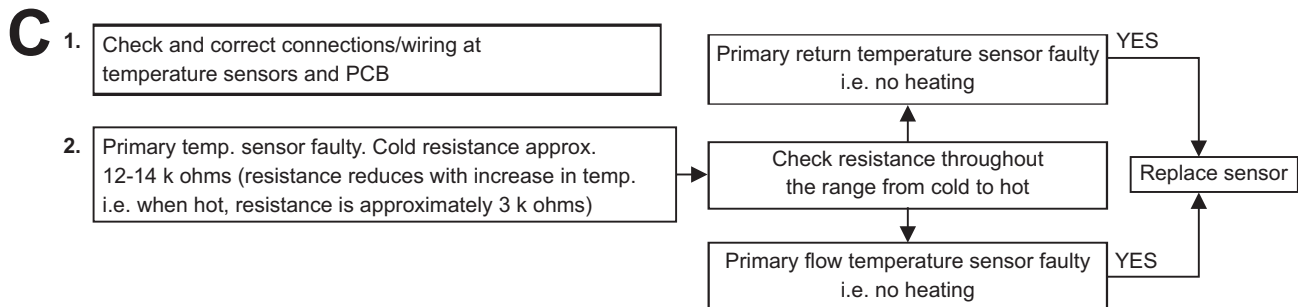 C
1. Check and correct connections/wiring at
temperature sensors and PCB
2. Primary temp. sensor faulty. Cold resistance approx.
12-14 k ohms (resistance reduces with increase in temp.
i.e. when hot, resistance is approximately 3 k ohms)
Primary return temperature sensor faulty
i.e. no heating
YES
Check resistance throughout
the range from cold to hot
Replace sensor
Primary flow temperature sensor faulty
i.e. no heating
YES